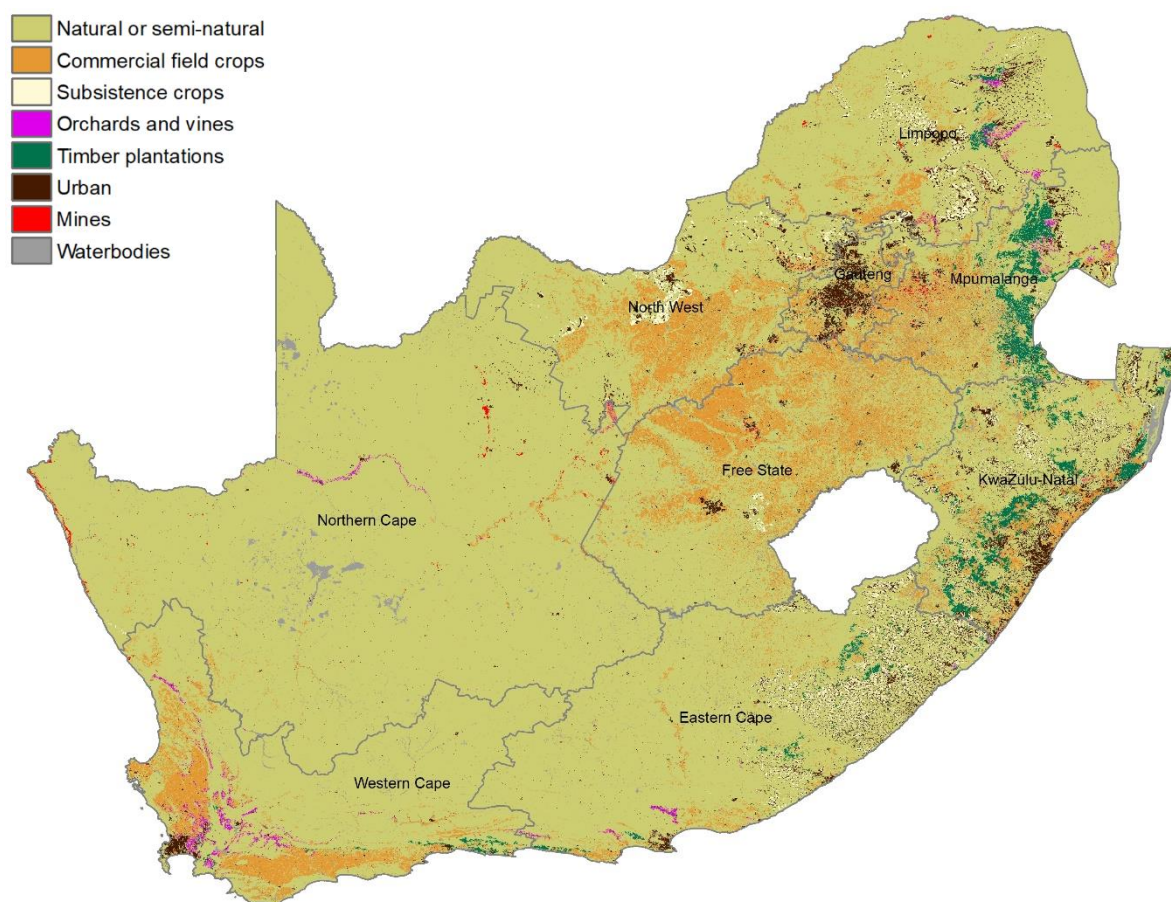 Natural or semi-natural
Commercial field crops
Subsistence crops
Orchards and vines
Timber plantations
Urban
Mines
Waterbodies
Limpopo
Gauteng
Mpumalanga
North West
Free State
KwaZulu-Natal
Northern Cape
Eastern Cape
Western Cape